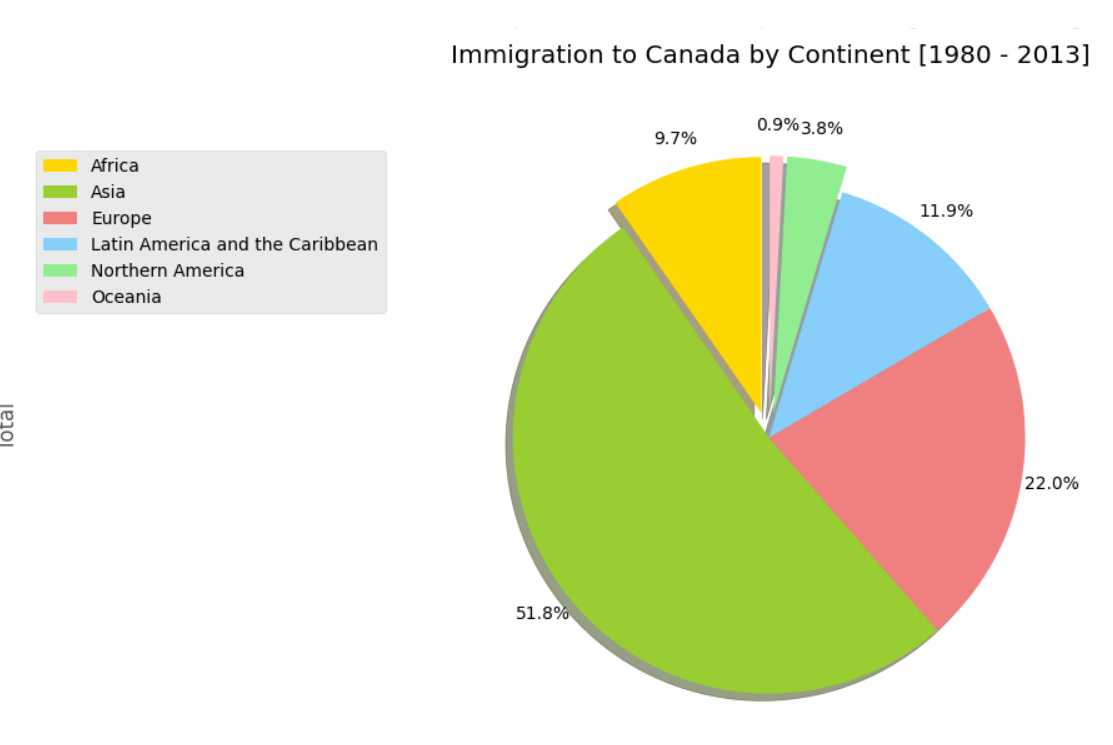 Immigration to Canada by Continent [1980 - 2013]
Africa
Asia
Europe
Latin America and the Caribbean
Northern America
Oceania
9.7%
0.9%
3.8%
11.9%
22.0%
51.8%
Total